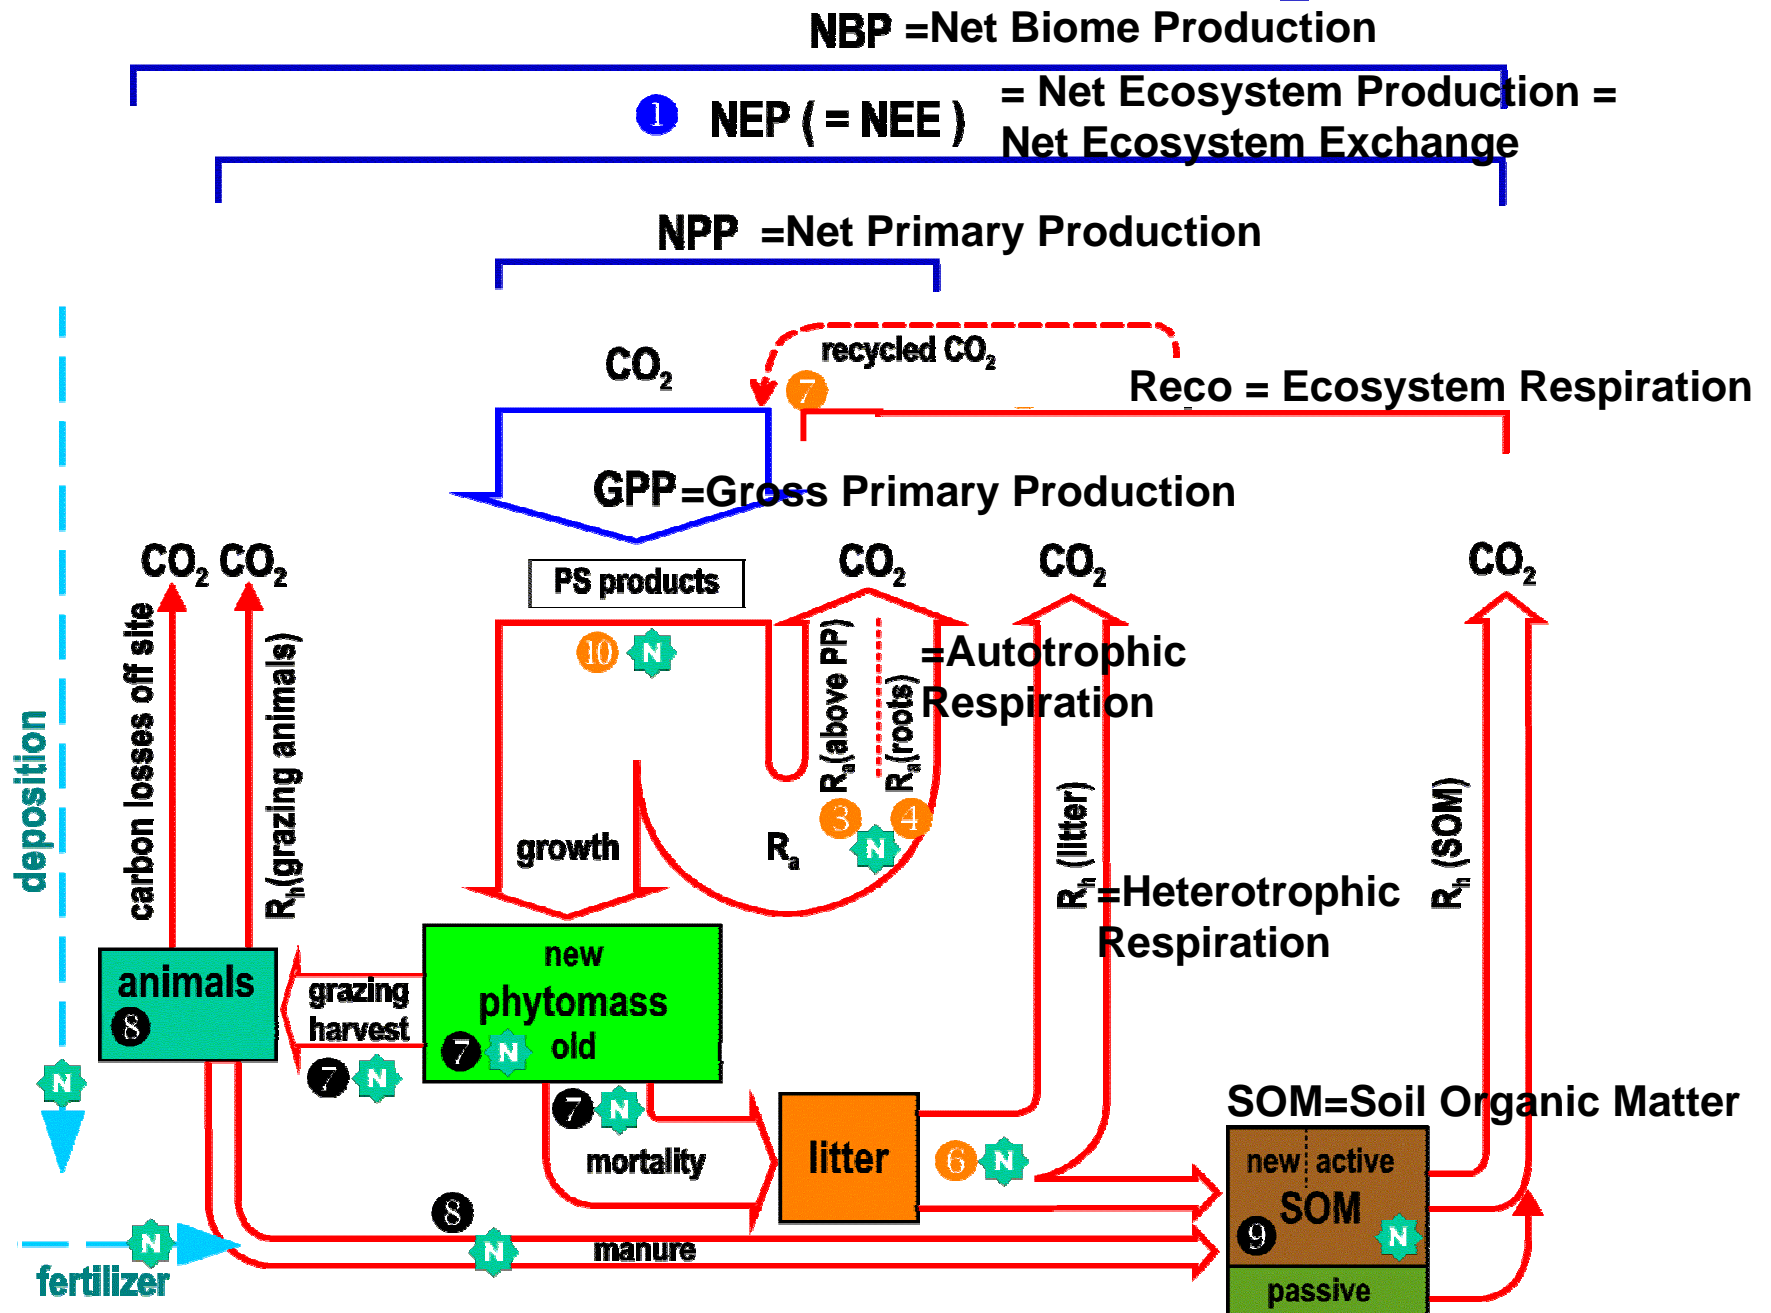 NBP =Net Biome Production
1 NEP ( = NEE ) = Net Ecosystem Production =
Net Ecosystem Exchange
NPP =Net Primary Production
recycled CO2
CO2
7
Reco = Ecosystem Respiration
GPP =Gross Primary Production
CO2 CO2 PS products CO2 CO2 CO2
10 N
=Autotrophic
Respiration
deposition
carbon losses off site
Rh(grazing animals)
growth
Ra
Ra(above PP)
Ra(roots)
3 4
N
Rh (litter)
=Heterotrophic
Respiration
Rh (SOM)
animals
8
grazing
harvest
7 N
new
phytomass
old
7 N
7 N
mortality
litter
6 N
SOM=Soil Organic Matter
new active
SOM
9 N
passive
N
8
N
manure
N
fertilizer